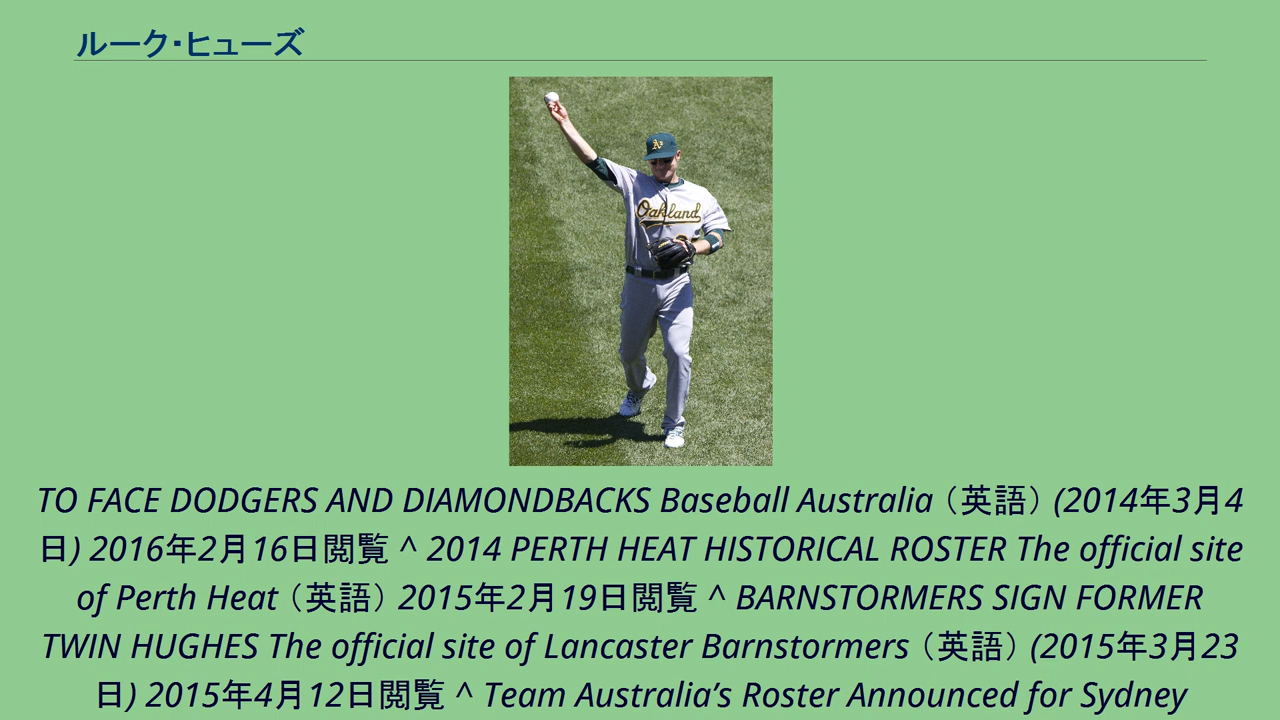 ルーク・ヒューズ
A's
Oakland
TO FACE DODGERS AND DIAMONDBACKS Baseball Australia（英語）(2014年3月4
日) 2016年2月16日閲覧 ^ 2014 PERTH HEAT HISTORICAL ROSTER The official site
of Perth Heat（英語）2015年2月19日閲覧 ^ BARNSTORMERS SIGN FORMER
TWIN HUGHES The official site of Lancaster Barnstormers（英語）(2015年3月23
日) 2015年4月12日閲覧 ^ Team Australia’s Roster Announced for Sydney